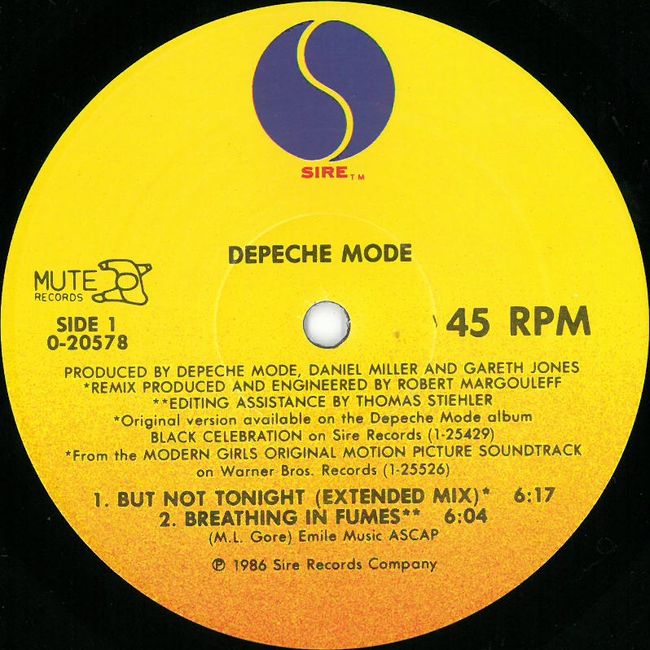 SIRE™
DEPECHE MODE
MUTE
RECORDS
SIDE 1
0-20578
45 RPM
PRODUCED BY DEPECHE MODE, DANIEL MILLER AND GARETH JONES
*REMIX PRODUCED AND ENGINEERED BY ROBERT MARGOULEFF
**EDITING ASSISTANCE BY THOMAS STIEHLER
*Original version available on the Depeche Mode album
BLACK CELEBRATION on Sire Records (1-25429)
*From the MODERN GIRLS ORIGINAL MOTION PICTURE SOUNDTRACK
on Warner Bros. Records (1-25526)
1. BUT NOT TONIGHT (EXTENDED MIX)* 6:17
2. BREATHING IN FUMES** 6:04
(M.L. Gore) Emile Music ASCAP
℗ 1986 Sire Records Company